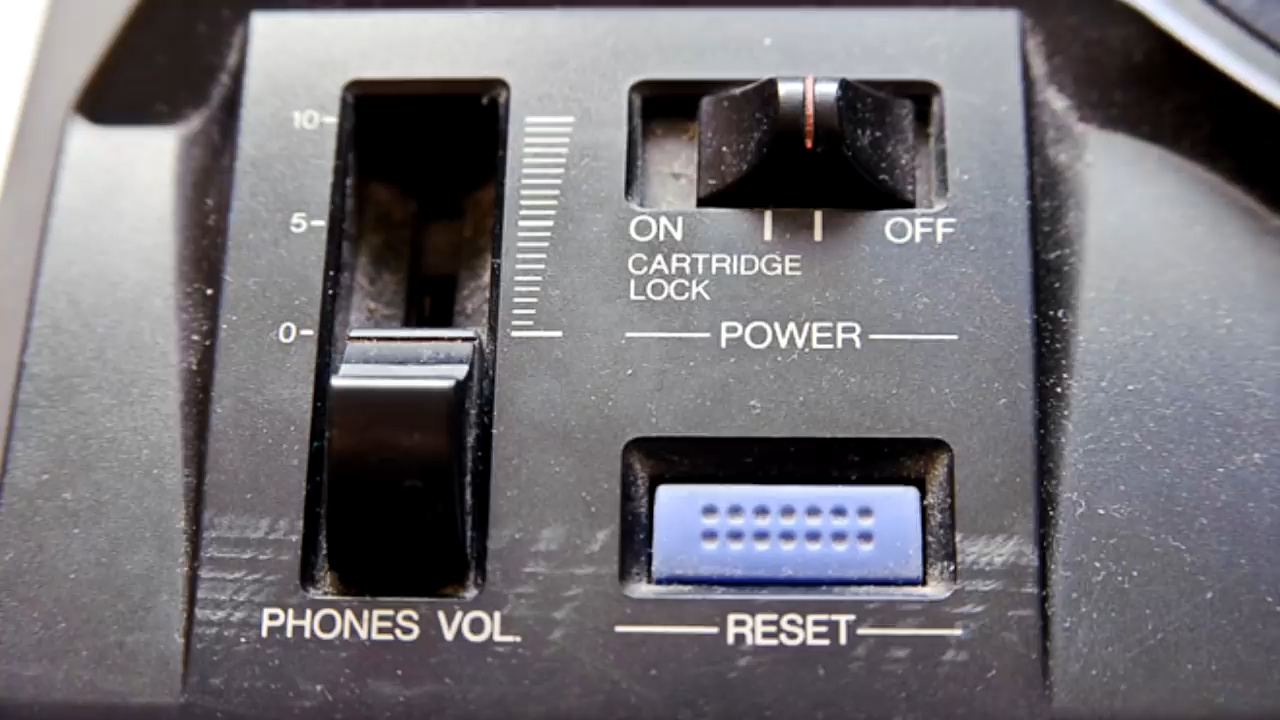 10
5
0
PHONES VOL.
ON OFF
CARTRIDGE
LOCK
POWER
RESET